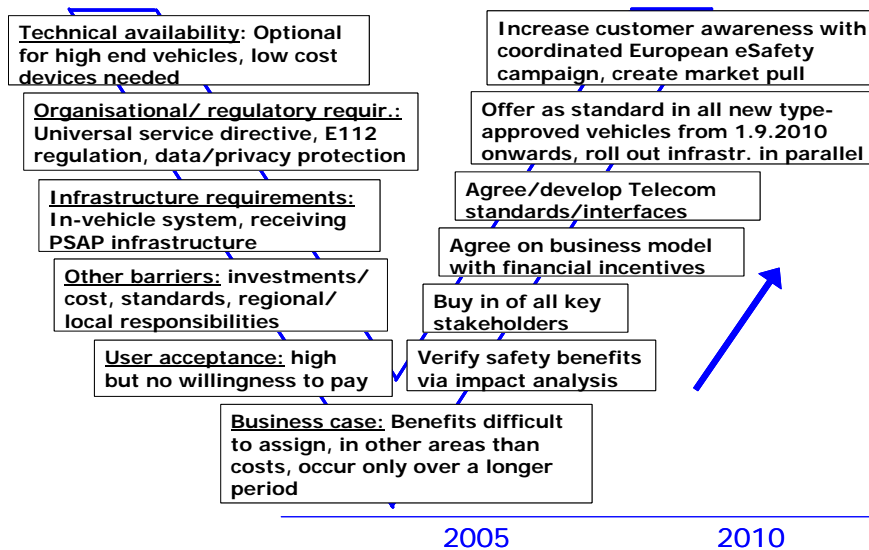 Technical availability: Optional
for high end vehicles, low cost
devices needed
Organisational/ regulatory requir.:
Universal service directive, E112
regulation, data/privacy protection
Infrastructure requirements:
In-vehicle system, receiving
PSAP infrastructure
Other barriers: investments/
cost, standards, regional/
local responsibilities
User acceptance: high
but no willingness to pay
Business case: Benefits difficult
to assign, in other areas than
costs, occur only over a longer
period
Increase customer awareness with
coordinated European eSafety
campaign, create market pull
Offer as standard in all new type-
approved vehicles from 1.9.2010
onwards, roll out infrastr. in parallel
Agree/develop Telecom
standards/interfaces
Agree on business model
with financial incentives
Buy in of all key
stakeholders
Verify safety benefits
via impact analysis
2005
2010